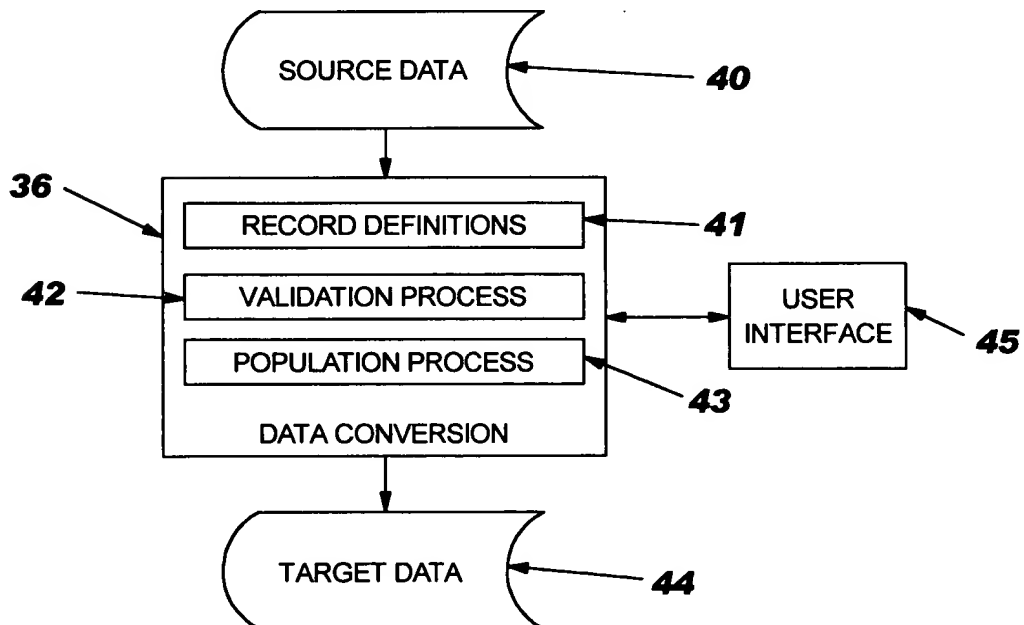 SOURCE DATA
40
36
RECORD DEFINITIONS
41
42
VALIDATION PROCESS
USER
INTERFACE
45
POPULATION PROCESS
43
DATA CONVERSION
TARGET DATA
44